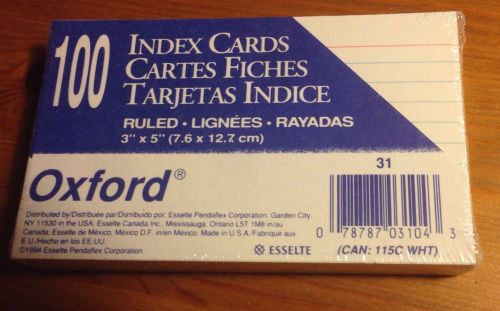 100
INDEX CARDS
CARTES FICHES
TARJETAS INDICE
RULED • LIGNÉES • RAYADAS
3" x 5" (7.6 x 12.7 cm)
Oxford®
31
Distributed by/Distribuée par/Distribuido por: Esselte Pendaflex Corporation, Garden City,
NY 11530 in the USA; Esselte Canada Inc., Mississauga, Ontario L5T 1M8 in/au
Canada; Esselte de México, México D.F. in/en México. Made in U.S.A./Fabriqué aux
E.U./Hecho en los EE.UU.
©1994 Esselte Pendaflex Corporation
ESSELTE
0 78787 03104 3
(CAN: 115C WHT)